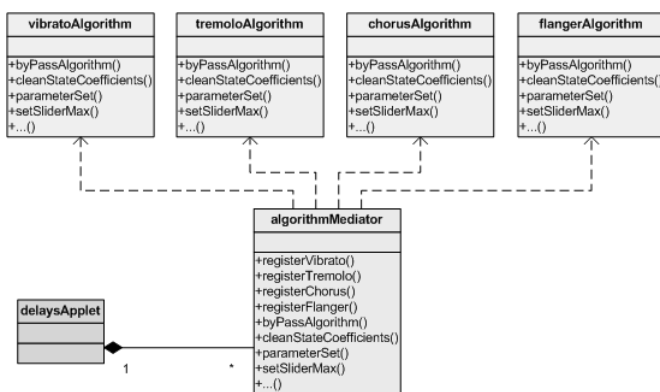 vibratoAlgorithm
+byPassAlgorithm()
+cleanStateCoefficients()
+parameterSet()
+setSliderMax()
+...()
tremoloAlgorithm
+byPassAlgorithm()
+cleanStateCoefficients()
+parameterSet()
+setSliderMax()
+...()
chorusAlgorithm
+byPassAlgorithm()
+cleanStateCoefficients()
+parameterSet()
+setSliderMax()
+...()
flangerAlgorithm
+byPassAlgorithm()
+cleanStateCoefficients()
+parameterSet()
+setSliderMax()
+...()
algorithmMediator
+registerVibrato()
+registerTremolo()
+registerChorus()
+registerFlanger()
+byPassAlgorithm()
+cleanStateCoefficients()
+parameterSet()
+setSliderMax()
+...()
delaysApplet
1
*